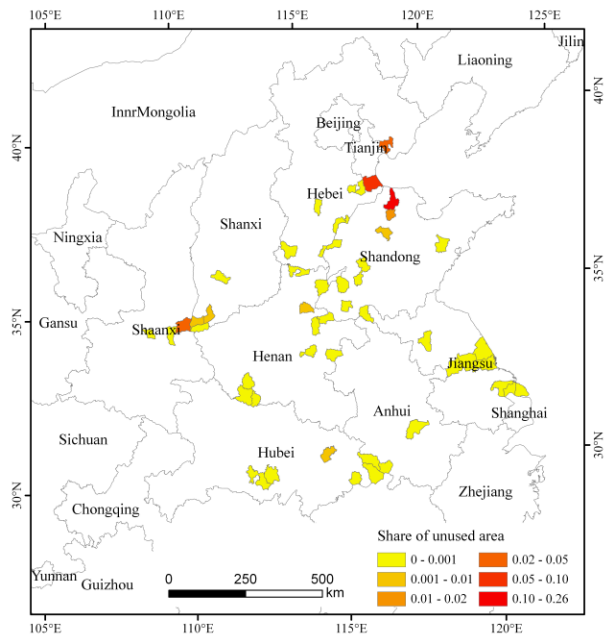 105°E 110°E 115°E 120°E 125°E
Jilin
Liaoning
40°N
InnrMongolia
Beijing
40°N
Tianjin
Hebei
Shanxi
Ningxia
Shandong
35°N
35°N
Gansu
Shaanxi
Henan
Jiangsu
Anhui
Shanghai
30°N
Sichuan
Hubei
Zhejiang
30°N
Chongqing
Share of unused area
0 - 0.001 0.02 - 0.05
0.001 - 0.01 0.05 - 0.10
0.01 - 0.02 0.10 - 0.26
Yunnan
Guizhou
0 250 500
km
105°E 110°E 115°E 120°E